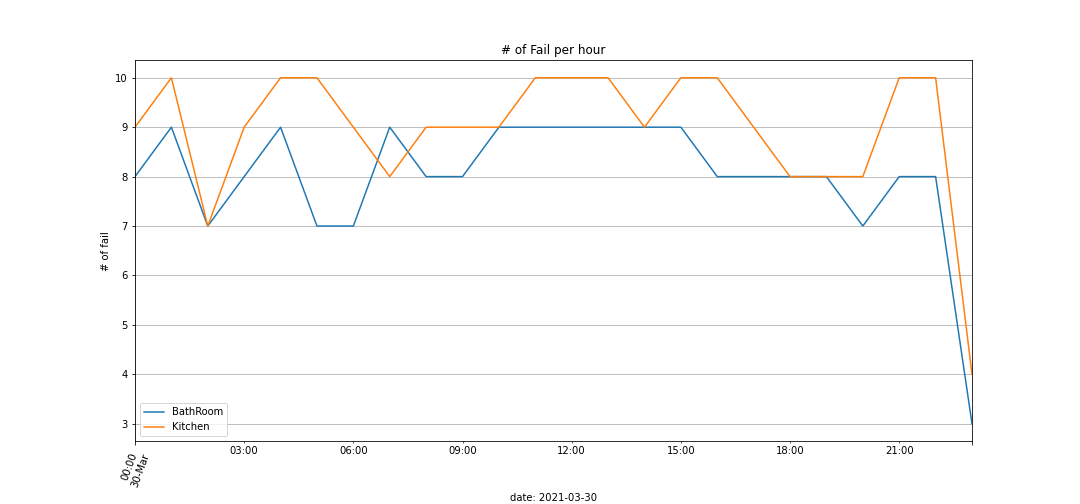 # of Fail per hour
10
9
8
7
6
5
4
3
# of fail
BathRoom
Kitchen
00:00
30-Mar
03:00
06:00
09:00
12:00
15:00
18:00
21:00
date: 2021-03-30